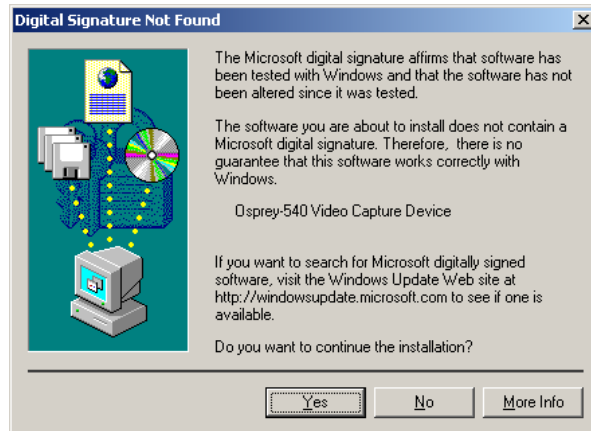 Digital Signature Not Found
The Microsoft digital signature affirms that software has
been tested with Windows and that the software has not
been altered since it was tested.
The software you are about to install does not contain a
Microsoft digital signature. Therefore, there is no
guarantee that this software works correctly with
Windows.
Osprey-540 Video Capture Device
If you want to search for Microsoft digitally signed
software, visit the Windows Update Web site at
http://windowsupdate.microsoft.com to see if one is
available.
Do you want to continue the installation?
Yes
No
More Info